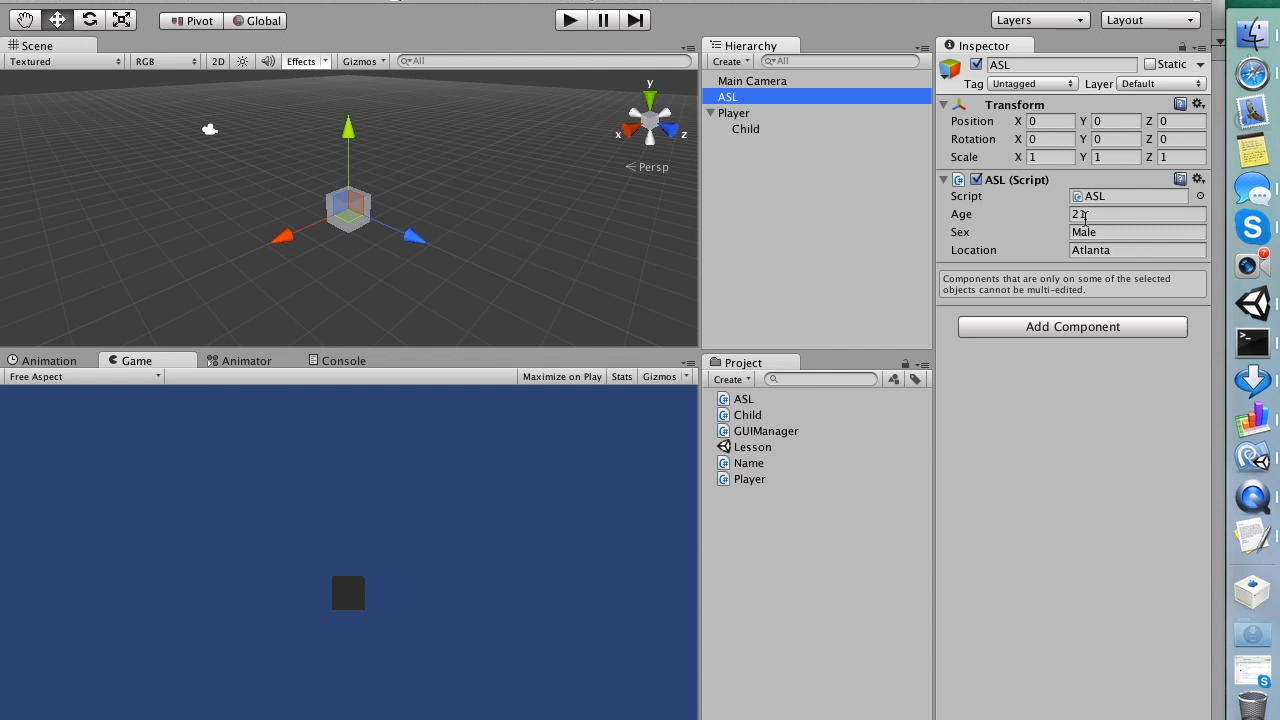 Pivot
Global
Layers
Layout
Scene
Textured
RGB
2D
Effects
Gizmos
All
y
x
z
Persp
Hierarchy
Create
All
Main Camera
ASL
Player
Child
Inspector
ASL
Static
Tag
Untagged
Layer
Default
Transform
Position X 0 Y 0 Z 0
Rotation X 0 Y 0 Z 0
Scale X 1 Y 1 Z 1
ASL (Script)
Script ASL
Age 21
Sex Male
Location Atlanta
Components that are only on some of the selected
objects cannot be multi-edited.
Add Component
Animation
Game
Animator
Console
Free Aspect
Maximize on Play
Stats
Gizmos
Project
Create
ASL
Child
GUIManager
Lesson
Name
Player
7